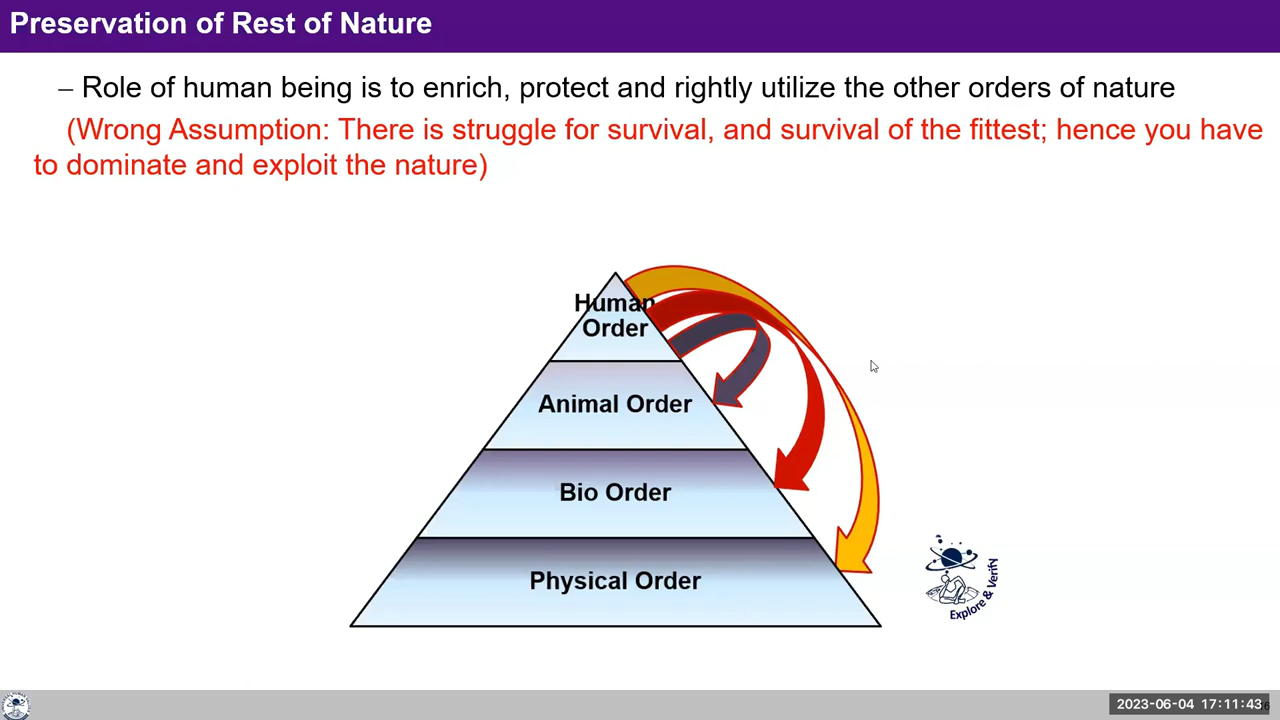 Preservation of Rest of Nature
– Role of human being is to enrich, protect and rightly utilize the other orders of nature
(Wrong Assumption: There is struggle for survival, and survival of the fittest; hence you have
to dominate and exploit the nature)
Human
Order
Animal Order
Bio Order
Physical Order
Explore & Verify
2023-06-04 17:11:43